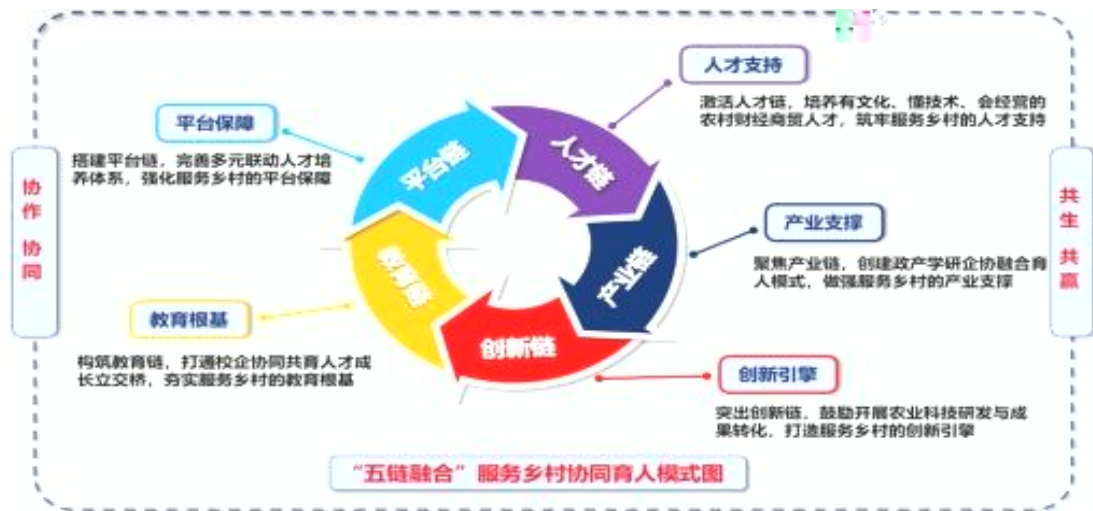 人才支持
激活人才链，培养有文化、懂技术、会经营的
农村财经商贸人才，筑牢服务乡村的人才支持
平台保障
搭建平台链，完善多元联动人才培
养体系，强化服务乡村的平台保障
平台链
人才链
产业链
创新链
教育链
协作 协同
共生 共赢
产业支撑
聚焦产业链，创建政产学研企协融合育
人模式，做强服务乡村的产业支撑
教育根基
构筑教育链，打通校企协同共育人才成
长立交桥，夯实服务乡村的教育根基
创新引擎
突出创新链，鼓励开展农业科技研发与成
果转化，打造服务乡村的创新引擎
“五链融合”服务乡村协同育人模式图